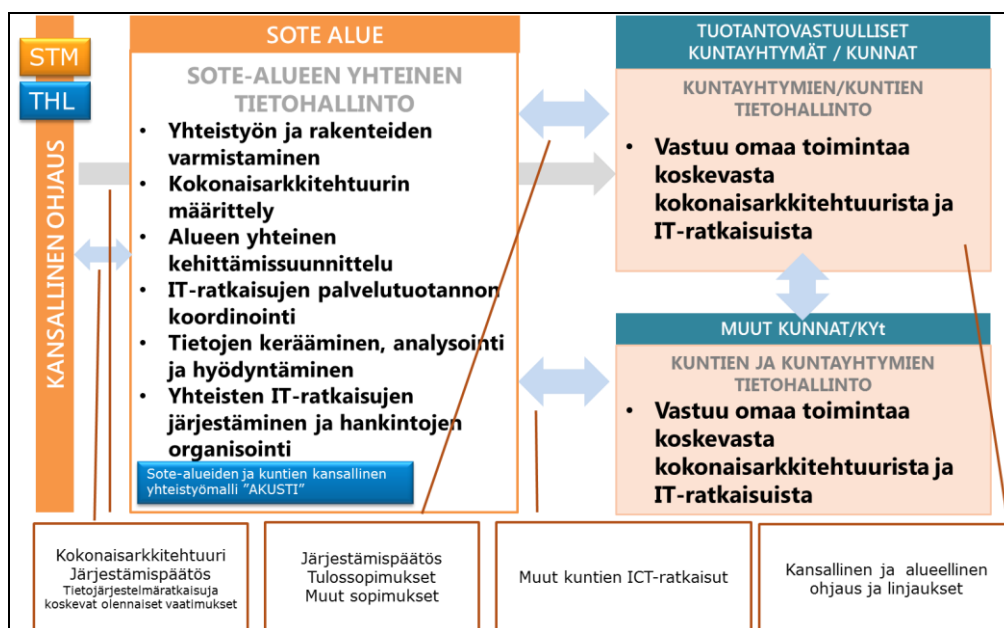 STM
THL
KANSALLINEN OHJAUS
SOTE ALUE
SOTE-ALUEEN YHTEINEN
TIETOHALLINTO
• Yhteistyön ja rakenteiden
varmistaminen
• Kokonaisarkkitehtuurin
määrittely
• Alueen yhteinen
kehittämissuunnittelu
• IT-ratkaisujen palvelutuotannon
koordinointi
• Tietojen kerääminen, analysointi
ja hyödyntäminen
• Yhteisten IT-ratkaisujen
järjestäminen ja hankintojen
organisointi
Sote-alueiden ja kuntien kansallinen
yhteistyömalli ”AKUSTI”
TUOTANTOVASTUULLISET
KUNTAYHTYMÄT / KUNNAT
KUNTAYHTYMIEN/KUNTIEN
TIETOHALLINTO
• Vastuu omaa toimintaa
koskevasta
kokonaisarkkitehtuurista ja
IT-ratkaisuista
MUUT KUNNAT/KYt
KUNTIEN JA KUNTAYHTYMIEN
TIETOHALLINTO
• Vastuu omaa toimintaa
koskevasta
kokonaisarkkitehtuurista ja
IT-ratkaisuista
Kokonaisarkkitehtuuri
Järjestämispäätös
Tietojärjestelmäratkaisuja
koskevat olennaiset vaatimukset
Järjestämispäätös
Tulossopimukset
Muut sopimukset
Muut kuntien ICT-ratkaisut
Kansallinen ja alueellinen
ohjaus ja linjaukset